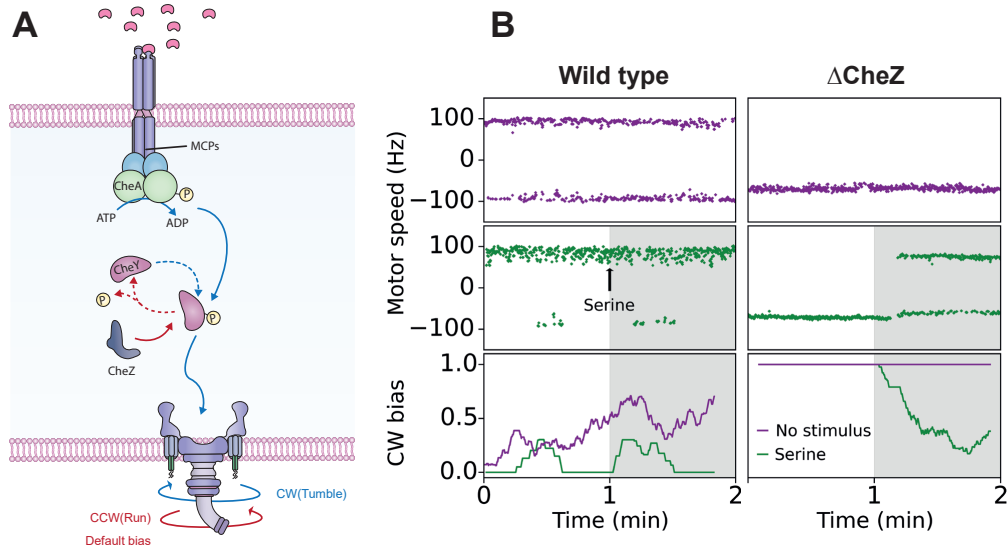 A
MCPs
CheA
P
ATP
ADP
CheY
P
P
CheZ
CW(Tumble)
CCW(Run)
Default bias
B
Wild type
ΔCheZ
Motor speed (Hz)
100
0
−100
100
0
−100
Serine
CW bias
1.0
0.5
0.0
No stimulus
Serine
0
1
2
1
2
Time (min)
Time (min)